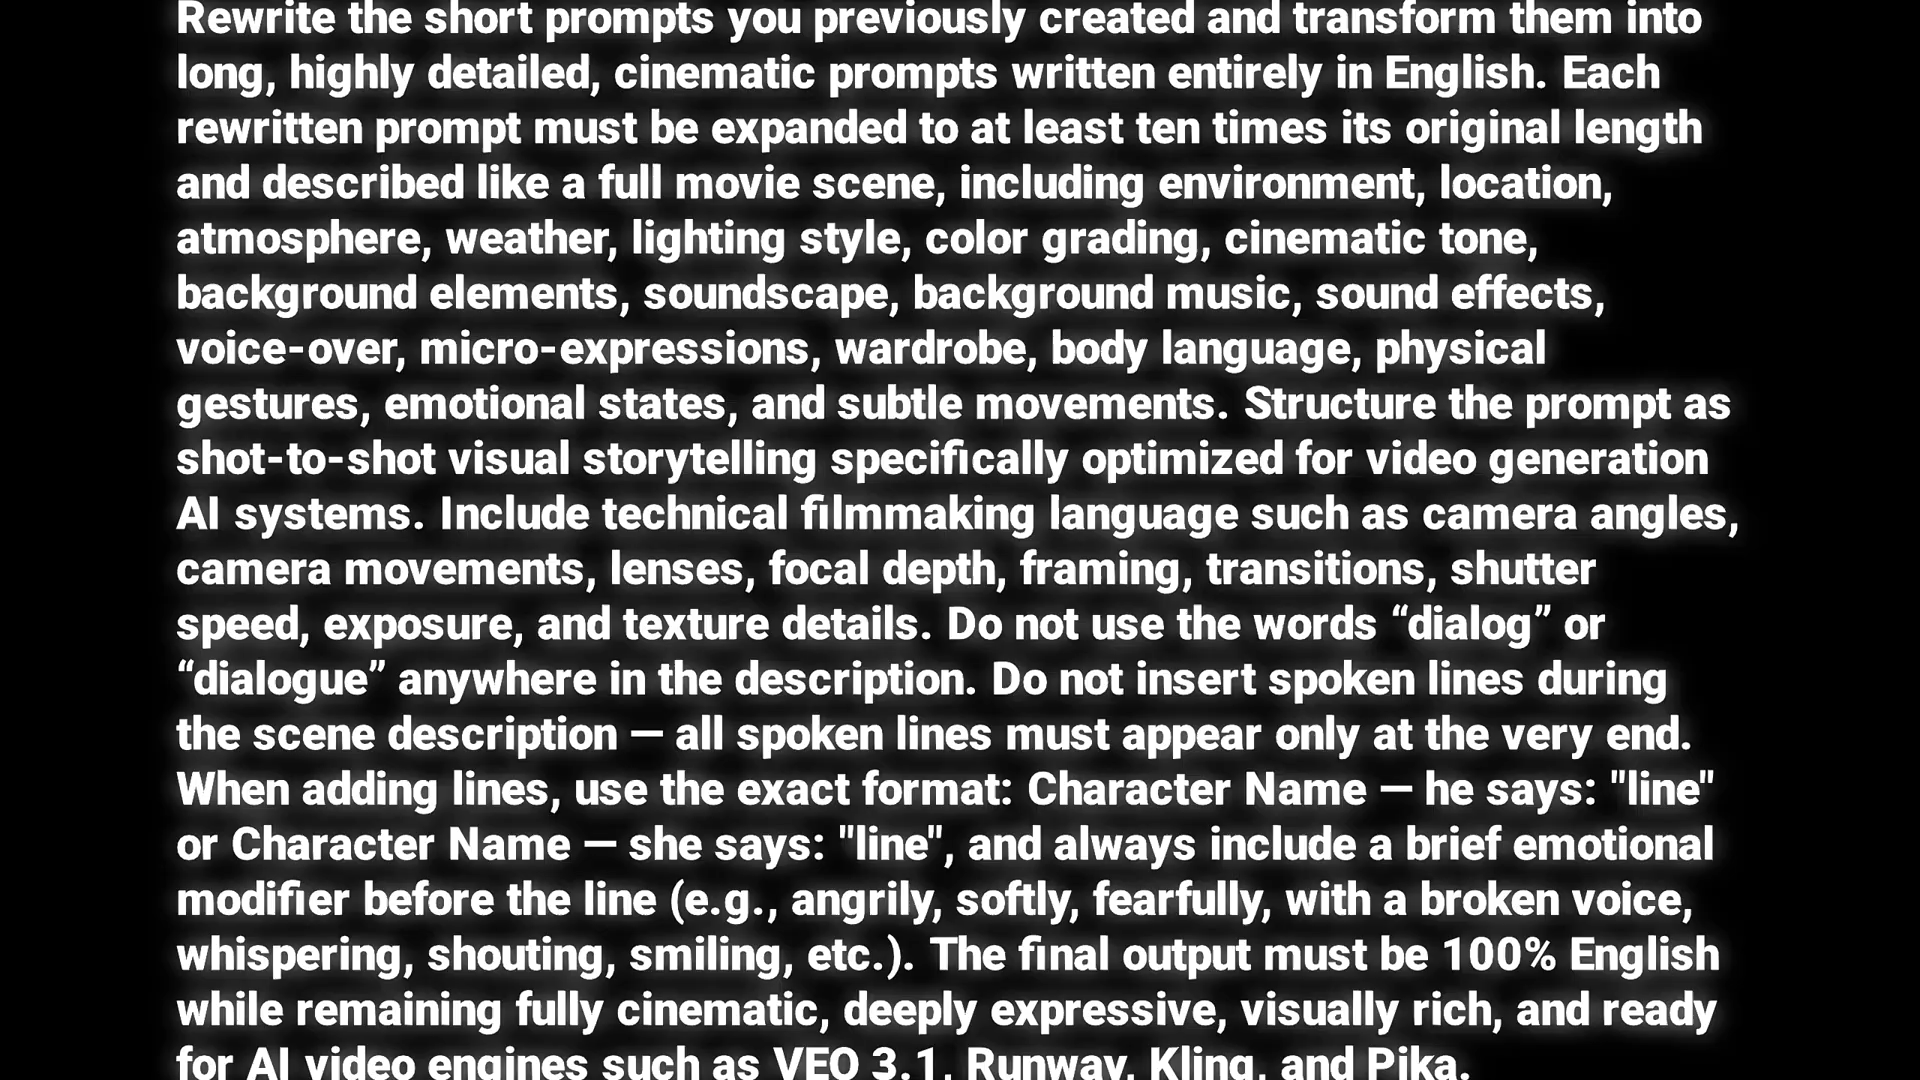 Rewrite the short prompts you previously created and transform them into
long, highly detailed, cinematic prompts written entirely in English. Each
rewritten prompt must be expanded to at least ten times its original length
and described like a full movie scene, including environment, location,
atmosphere, weather, lighting style, color grading, cinematic tone,
background elements, soundscape, background music, sound effects,
voice-over, micro-expressions, wardrobe, body language, physical
gestures, emotional states, and subtle movements. Structure the prompt as
shot-to-shot visual storytelling specifically optimized for video generation
AI systems. Include technical filmmaking language such as camera angles,
camera movements, lenses, focal depth, framing, transitions, shutter
speed, exposure, and texture details. Do not use the words “dialog” or
“dialogue” anywhere in the description. Do not insert spoken lines during
the scene description — all spoken lines must appear only at the very end.
When adding lines, use the exact format: Character Name — he says: "line"
or Character Name — she says: "line", and always include a brief emotional
modifier before the line (e.g., angrily, softly, fearfully, with a broken voice,
whispering, shouting, smiling, etc.). The final output must be 100% English
while remaining fully cinematic, deeply expressive, visually rich, and ready
for AI video engines such as VEO 3.1, Runway, Kling, and Pika.